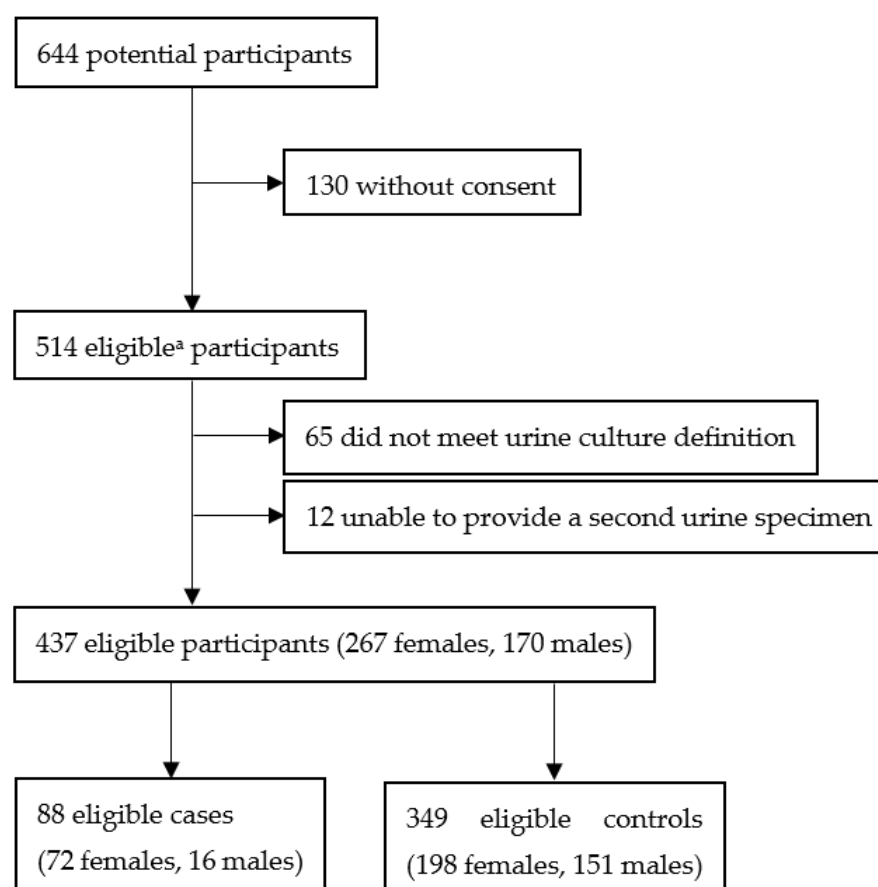 644 potential participants
130 without consent
514 eligibleᵃ participants
65 did not meet urine culture definition
12 unable to provide a second urine specimen
437 eligible participants (267 females, 170 males)
88 eligible cases
(72 females, 16 males)
349 eligible controls
(198 females, 151 males)